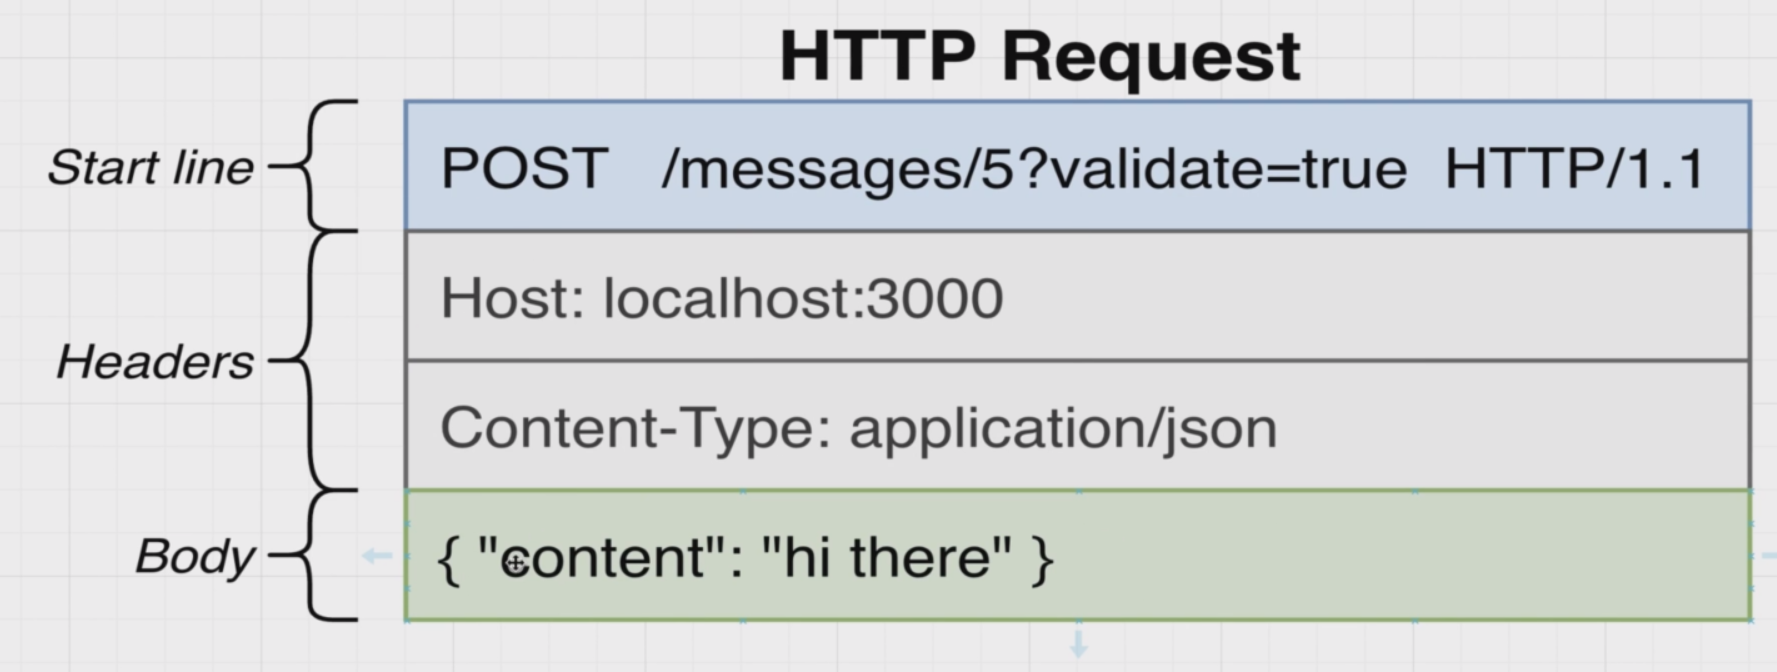 HTTP Request
Start line
POST /messages/5?validate=true HTTP/1.1
Headers
Host: localhost:3000
Content-Type: application/json
Body
{ "content": "hi there" }